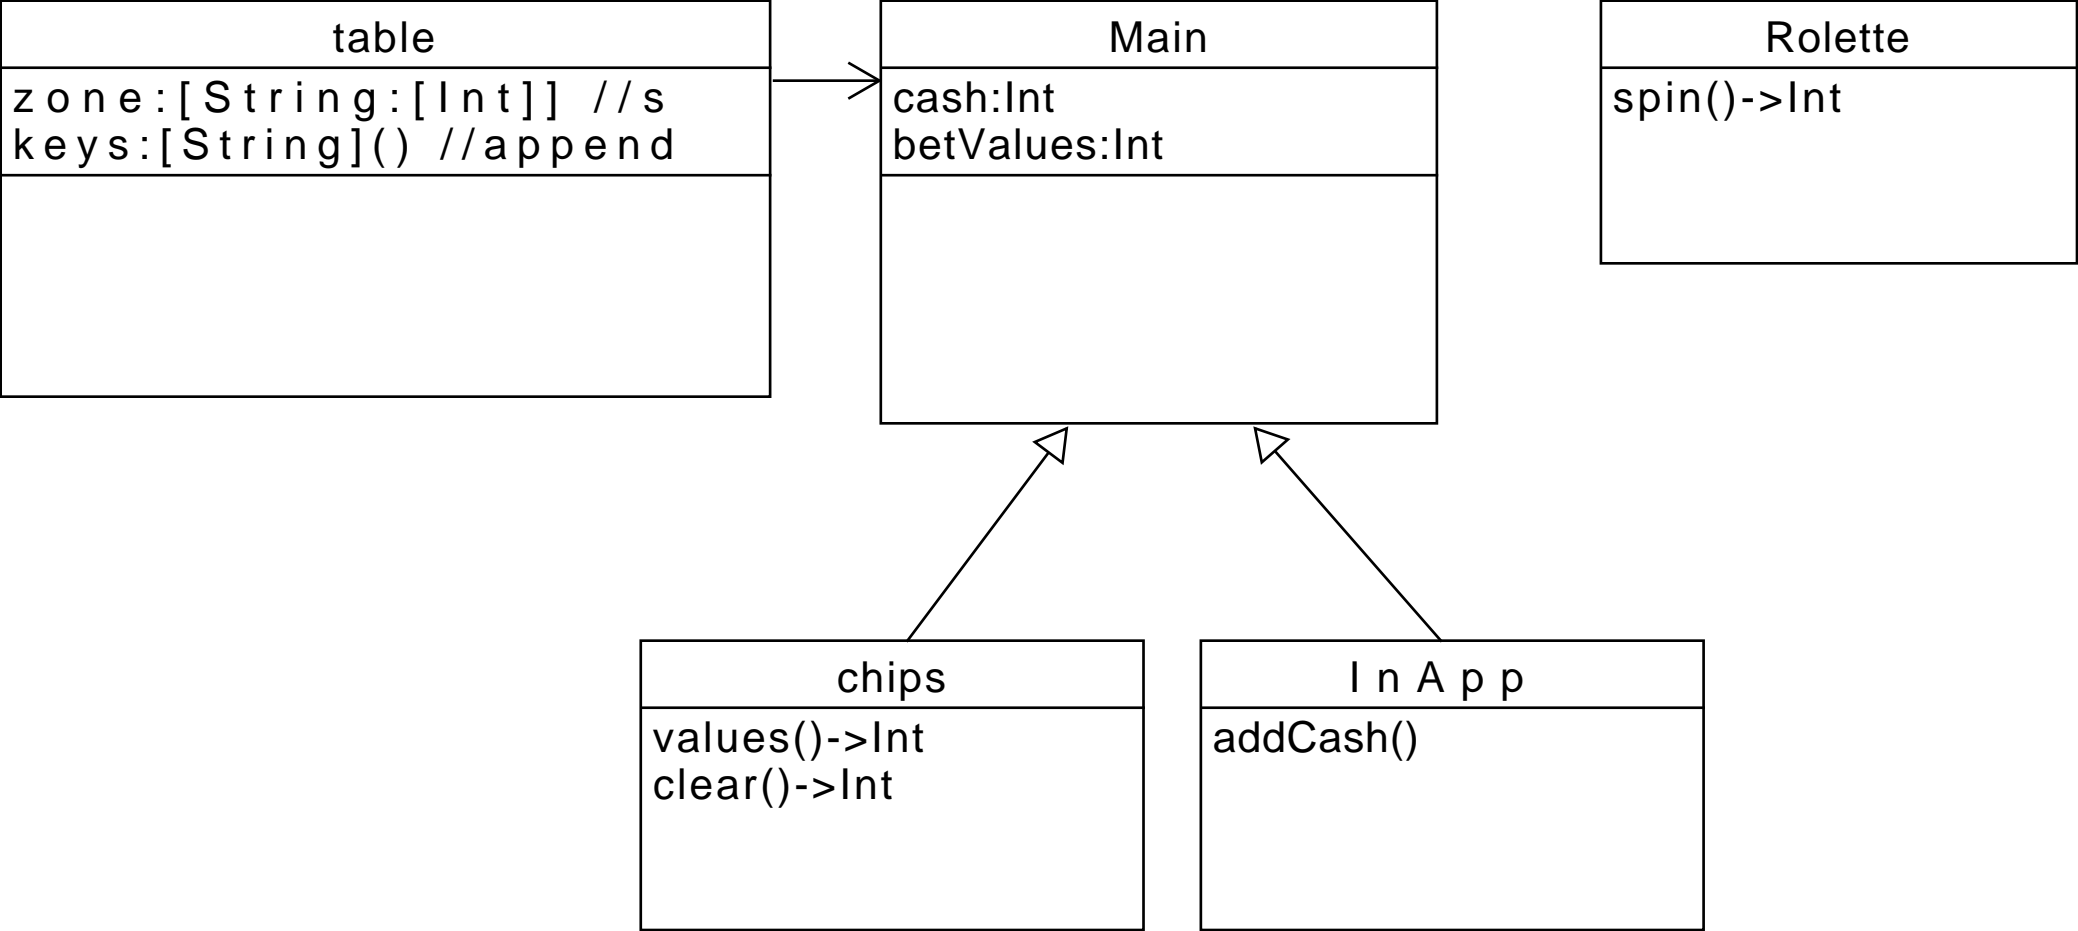 table
zone:[String:[Int]] //s
keys:[String]() //append
Main
cash:Int
betValues:Int
Rolette
spin()->Int
chips
values()->Int
clear()->Int
InApp
addCash()